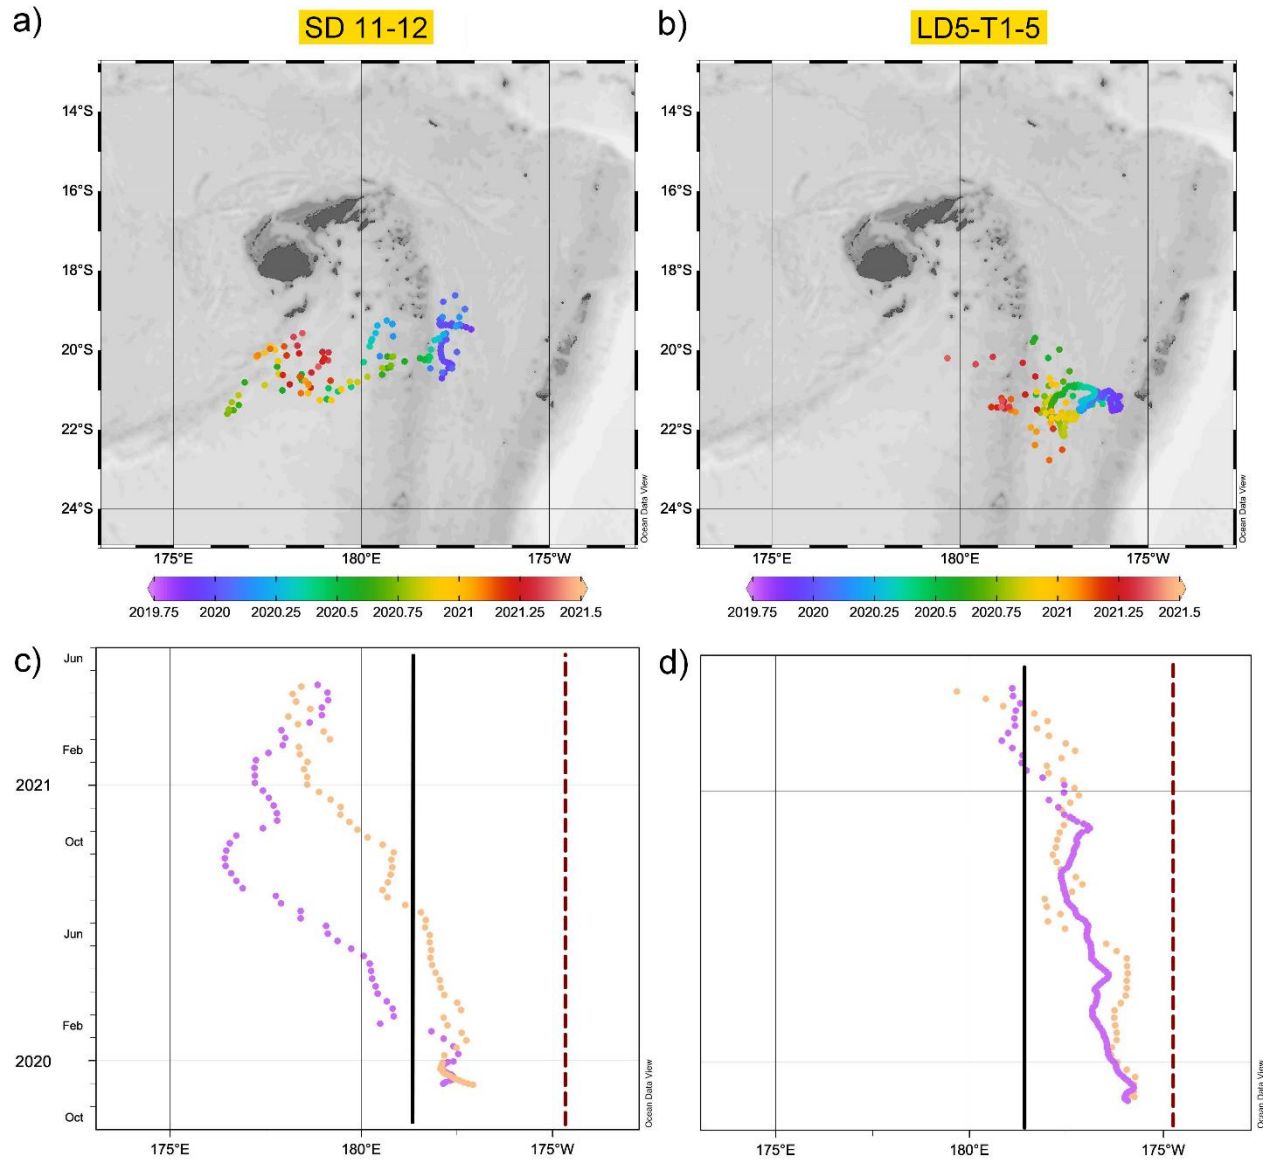 a) SD 11-12
b) LD5-T1-5
14°S
16°S
18°S
20°S
22°S
24°S
175°E 180°E 175°W
Ocean Data View
14°S
16°S
18°S
20°S
22°S
24°S
175°E 180°E 175°W
Ocean Data View
2019.75 2020 2020.25 2020.5 2020.75 2021 2021.25 2021.5
2019.75 2020 2020.25 2020.5 2020.75 2021 2021.25 2021.5
c)
Jun
Feb
2021
Oct
Jun
Feb
2020
Oct
175°E 180°E 175°W
Ocean Data View
d)
175°E 180°E 175°W
Ocean Data View